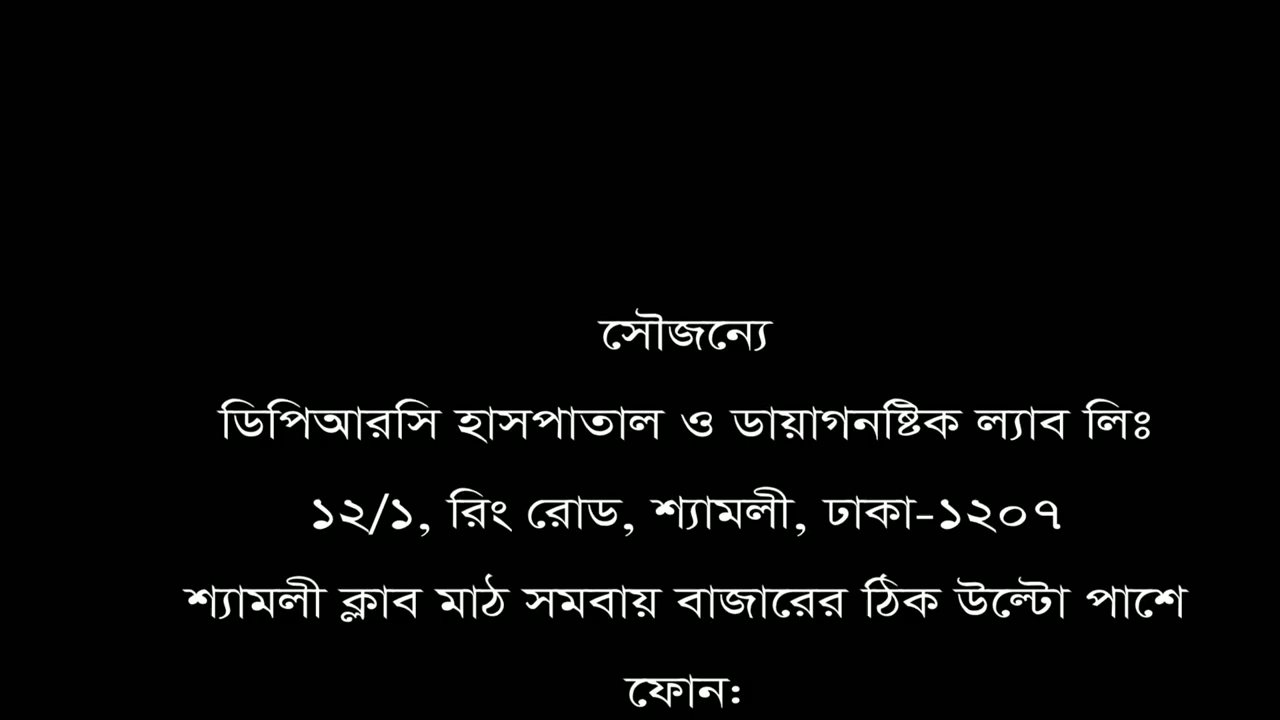 সৌজন্যে
ডিপিআরসি হাসপাতাল ও ডায়াগনষ্টিক ল্যাব লিঃ
১২/১, রিং রোড, শ্যামলী, ঢাকা-১২০৭
শ্যামলী ক্লাব মাঠ সমবায় বাজারের ঠিক উল্টো পাশে
ফোন: